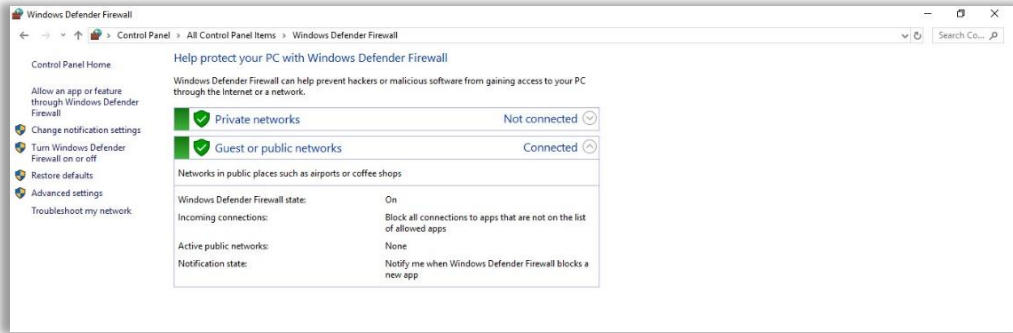 Windows Defender Firewall
Control Panel > All Control Panel Items > Windows Defender Firewall
Search Co...
Control Panel Home
Allow an app or feature
through Windows Defender
Firewall
Change notification settings
Turn Windows Defender
Firewall on or off
Restore defaults
Advanced settings
Troubleshoot my network
Help protect your PC with Windows Defender Firewall
Windows Defender Firewall can help prevent hackers or malicious software from gaining access to your PC
through the Internet or a network.
Private networks Not connected
Guest or public networks Connected
Networks in public places such as airports or coffee shops
Windows Defender Firewall state: On
Incoming connections: Block all connections to apps that are not on the list
of allowed apps
Active public networks: None
Notification state: Notify me when Windows Defender Firewall blocks a
new app